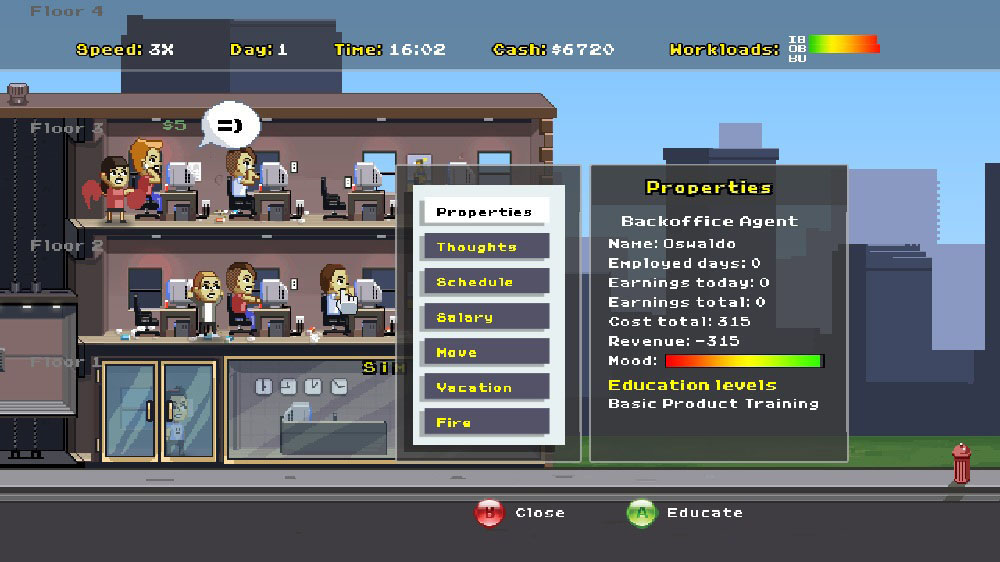 Floor 4
Speed: 3X Day: 1 Time: 16:02 Cash: $6720 Workloads: IB
OB
BU
Floor 3
$5
=)
Floor 2
Floor 1
SIM
Properties
Thoughts
Schedule
Salary
Move
Vacation
Fire
Properties
Backoffice Agent
Name: Oswaldo
Employed days: 0
Earnings today: 0
Earnings total: 0
Cost total: 315
Revenue: -315
Mood:
Education levels
Basic Product Training
B Close
A Educate